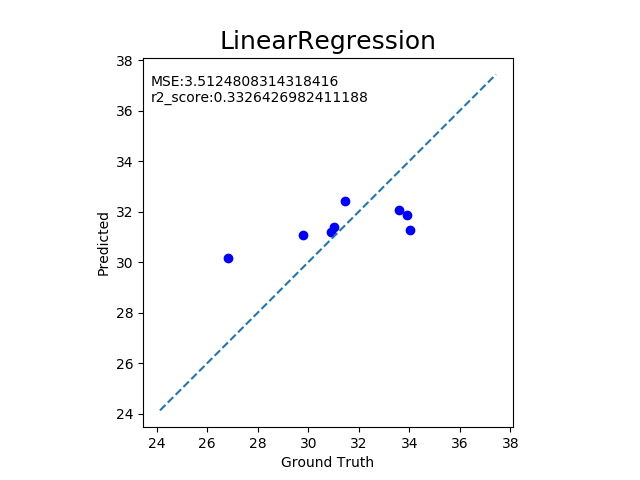 LinearRegression
MSE:3.5124808314318416
r2_score:0.3326426982411188
38
36
34
32
30
28
26
24
Predicted
24 26 28 30 32 34 36 38
Ground Truth